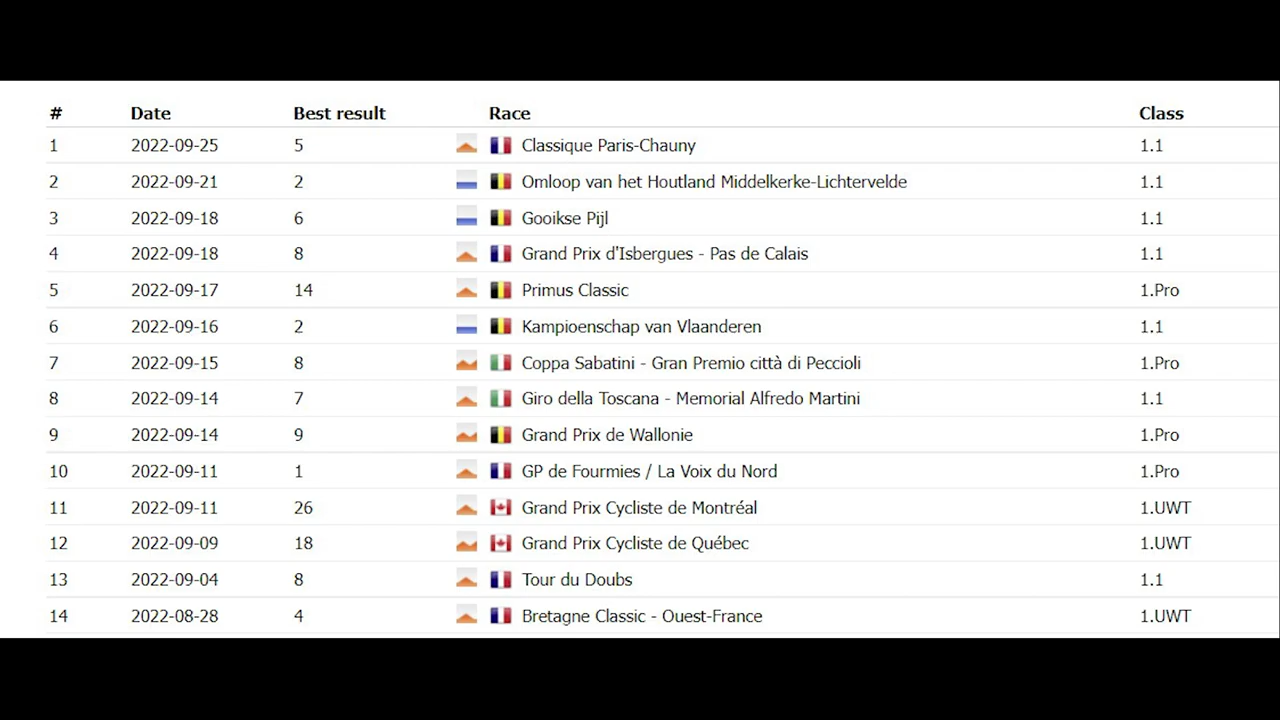 # Date Best result Race Class
1 2022-09-25 5 Classique Paris-Chauny 1.1
2 2022-09-21 2 Omloop van het Houtland Middelkerke-Lichtervelde 1.1
3 2022-09-18 6 Gooikse Pijl 1.1
4 2022-09-18 8 Grand Prix d'Isbergues - Pas de Calais 1.1
5 2022-09-17 14 Primus Classic 1.Pro
6 2022-09-16 2 Kampioenschap van Vlaanderen 1.1
7 2022-09-15 8 Coppa Sabatini - Gran Premio città di Peccioli 1.Pro
8 2022-09-14 7 Giro della Toscana - Memorial Alfredo Martini 1.1
9 2022-09-14 9 Grand Prix de Wallonie 1.Pro
10 2022-09-11 1 GP de Fourmies / La Voix du Nord 1.Pro
11 2022-09-11 26 Grand Prix Cycliste de Montréal 1.UWT
12 2022-09-09 18 Grand Prix Cycliste de Québec 1.UWT
13 2022-09-04 8 Tour du Doubs 1.1
14 2022-08-28 4 Bretagne Classic - Ouest-France 1.UWT